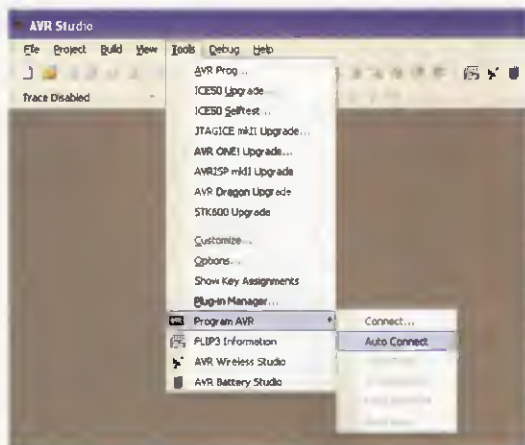 AVR Studio
File Project Build View Tools Debug Help
Trace Disabled
AVR Prog...
ICE50 Upgrade...
ICE50 Selftest...
JTAGICE mkII Upgrade...
AVR ONE! Upgrade...
AVRISP mkII Upgrade
AVR Dragon Upgrade
STK600 Upgrade
Customize...
Options...
Show Key Assignments
Plug-in Manager...
Program AVR
Connect...
FLIP3 Information
Auto Connect
AVR Wireless Studio
AVR Battery Studio